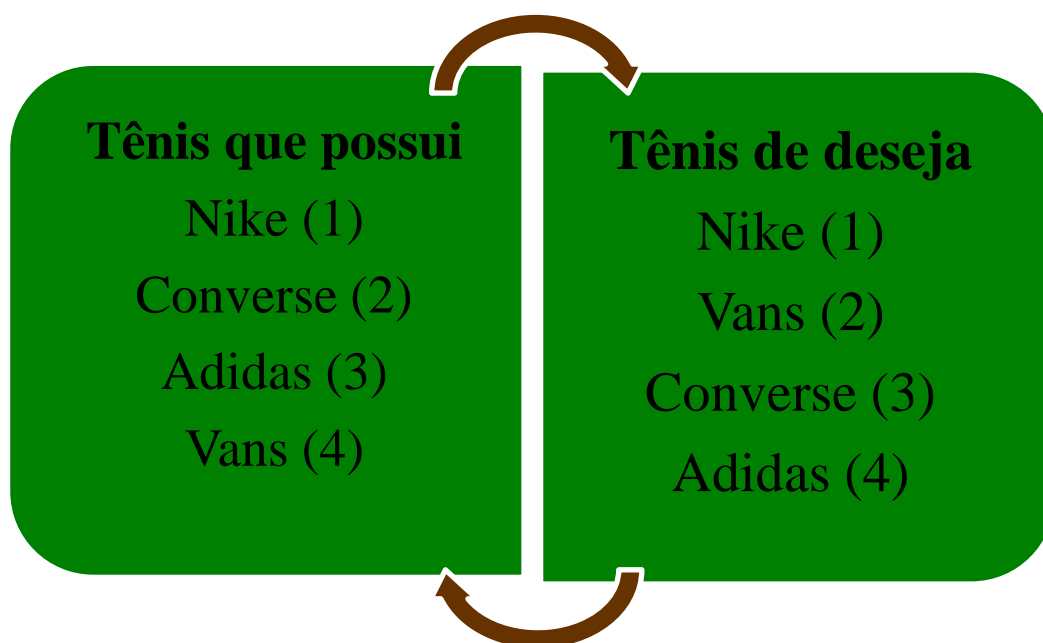 Tênis que possui
Nike (1)
Converse (2)
Adidas (3)
Vans (4)
Tênis de deseja
Nike (1)
Vans (2)
Converse (3)
Adidas (4)